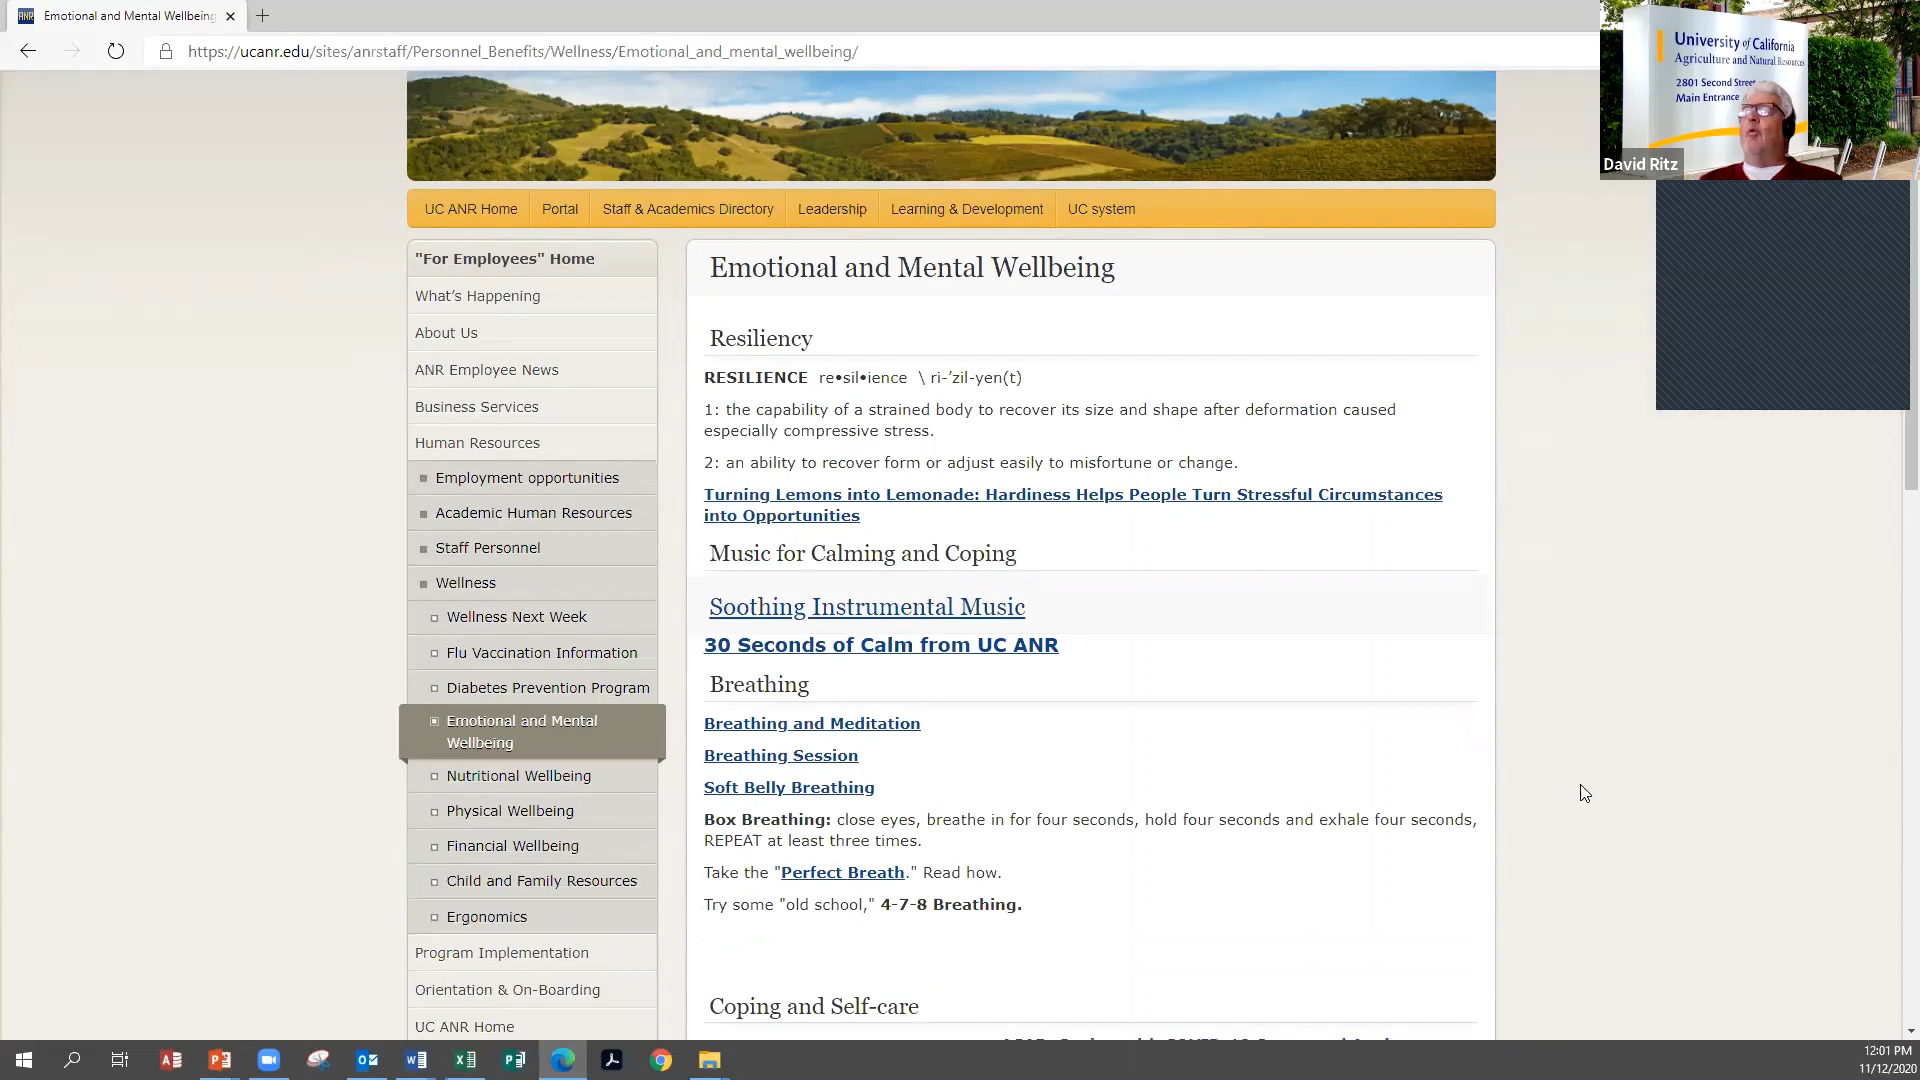 Emotional and Mental Wellbeing
https://ucanr.edu/sites/anrstaff/Personnel_Benefits/Wellness/Emotional_and_mental_wellbeing/
University of California
Agriculture and Natural Resources
2801 Second Street
Main Entrance
David Ritz
UC ANR Home
Portal
Staff & Academics Directory
Leadership
Learning & Development
UC system
"For Employees" Home
What's Happening
About Us
ANR Employee News
Business Services
Human Resources
Employment opportunities
Academic Human Resources
Staff Personnel
Wellness
Wellness Next Week
Flu Vaccination Information
Diabetes Prevention Program
Emotional and Mental
Wellbeing
Nutritional Wellbeing
Physical Wellbeing
Financial Wellbeing
Child and Family Resources
Ergonomics
Program Implementation
Orientation & On-Boarding
UC ANR Home
Emotional and Mental Wellbeing
Resiliency
RESILIENCE re•sil•ience \ ri-'zil-yen(t)
1: the capability of a strained body to recover its size and shape after deformation caused
especially compressive stress.
2: an ability to recover form or adjust easily to misfortune or change.
Turning Lemons into Lemonade: Hardiness Helps People Turn Stressful Circumstances
into Opportunities
Music for Calming and Coping
Soothing Instrumental Music
30 Seconds of Calm from UC ANR
Breathing
Breathing and Meditation
Breathing Session
Soft Belly Breathing
Box Breathing: close eyes, breathe in for four seconds, hold four seconds and exhale four seconds,
REPEAT at least three times.
Take the "Perfect Breath." Read how.
Try some "old school," 4-7-8 Breathing.
Coping and Self-care
12:01 PM
11/12/2020